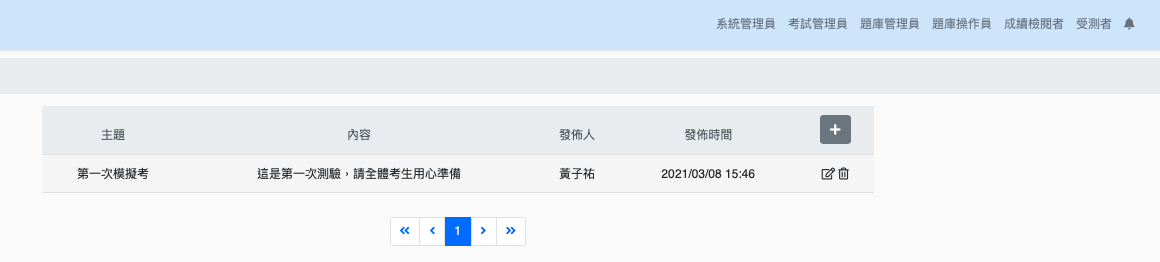 系統管理員 考試管理員 題庫管理員 題庫操作員 成績檢閱者 受測者
主題 內容 發佈人 發佈時間
第一次模擬考 這是第一次測驗，請全體考生用心準備 黃子祐 2021/03/08 15:46
1